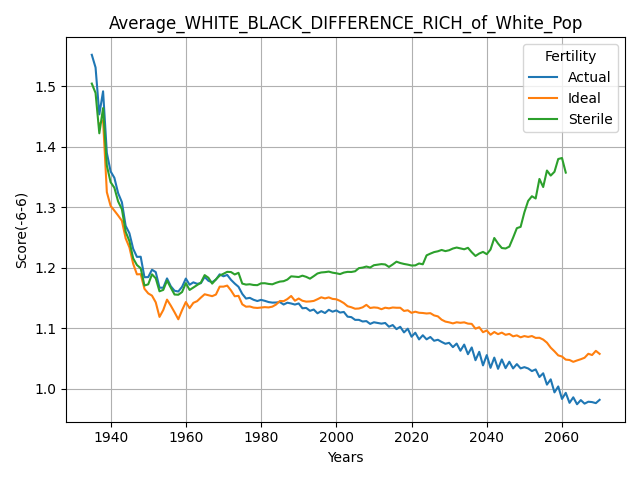 Average_WHITE_BLACK_DIFFERENCE_RICH_of_White_Pop
Fertility
Actual
Ideal
Sterile
Score(-6-6)
1.5
1.4
1.3
1.2
1.1
1.0
1940 1960 1980 2000 2020 2040 2060
Years